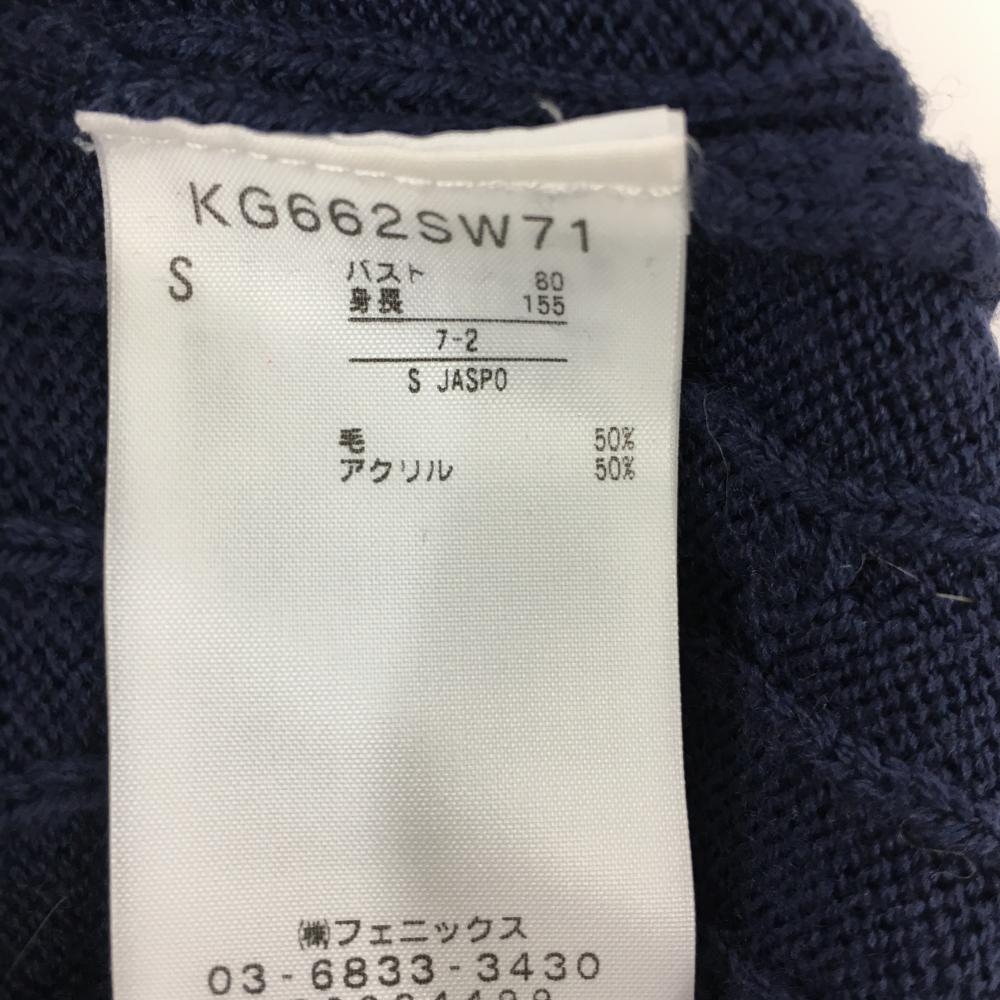 KG662SW71
S
バスト 80
身長 155
7-2
S JASPO
毛 50%
アクリル 50%
㈱フェニックス
03-6833-3430